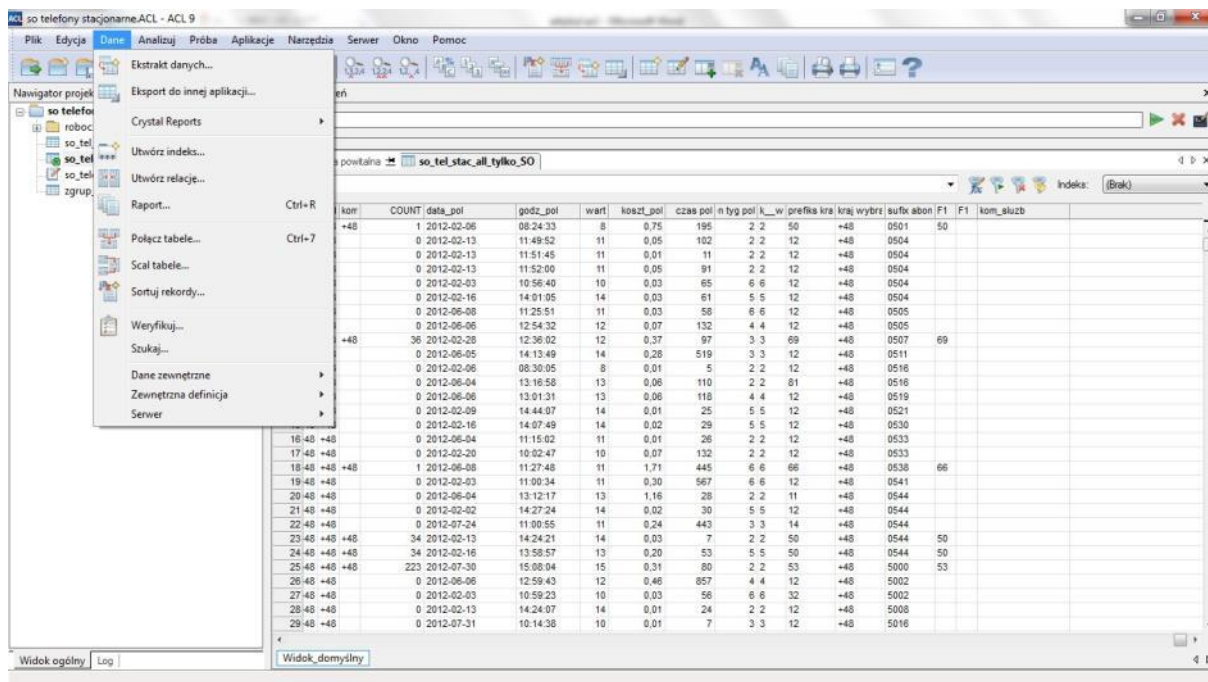 so telefony stacjonarne.ACL - ACL 9
Plik Edycja Dane Analizuj Próba Aplikacje Narzędzia Serwer Okno Pomoc
Nawigator projek
eń
so telefo
roboc
so_tel
so_tel
so_tel
zgrup_
Ekstrakt danych...
Eksport do innej aplikacji...
Crystal Reports
Utwórz indeks...
Utwórz relację...
Raport... Ctrl+R
Połącz tabele... Ctrl+7
Scal tabele...
Sortuj rekordy...
Weryfikuj...
Szukaj...
Dane zewnętrzne
Zewnętrzna definicja
Serwer
powitalna so_tel_stac_all_tylko_SO
Indeks: (Brak)
kom COUNT data_pol godz_pol wart koszt_pol czas pol n tyg pol k__w prefiks kra kraj wybra sufix abon F1 F1 kom_sluzb
+48 1 2012-02-06 08:24:33 8 0,75 195 2 2 50 +48 0501 50
0 2012-02-13 11:49:52 11 0,05 102 2 2 12 +48 0504
0 2012-02-13 11:51:45 11 0,01 11 2 2 12 +48 0504
0 2012-02-13 11:52:00 11 0,05 91 2 2 12 +48 0504
0 2012-02-03 10:56:40 10 0,03 65 6 6 12 +48 0504
0 2012-02-16 14:01:05 14 0,03 61 5 5 12 +48 0504
0 2012-06-08 11:25:51 11 0,03 58 6 6 12 +48 0505
0 2012-06-06 12:54:32 12 0,07 132 4 4 12 +48 0505
+48 36 2012-02-28 12:36:02 12 0,37 97 3 3 69 +48 0507 69
0 2012-06-05 14:13:49 14 0,28 519 3 3 12 +48 0511
0 2012-02-06 08:30:05 8 0,01 5 2 2 12 +48 0516
0 2012-06-04 13:16:58 13 0,06 110 2 2 81 +48 0516
0 2012-06-06 13:01:31 13 0,06 118 4 4 12 +48 0519
0 2012-02-09 14:44:07 14 0,01 25 5 5 12 +48 0521
0 2012-02-16 14:07:49 14 0,02 29 5 5 12 +48 0530
16 48 +48 0 2012-06-04 11:15:02 11 0,01 26 2 2 12 +48 0533
17 48 +48 0 2012-02-20 10:02:47 10 0,07 132 2 2 12 +48 0533
18 48 +48 +48 1 2012-06-08 11:27:48 11 1,71 445 6 6 66 +48 0538 66
19 48 +48 0 2012-02-03 11:00:34 11 0,30 567 6 6 12 +48 0541
20 48 +48 0 2012-06-04 13:12:17 13 1,16 28 2 2 11 +48 0544
21 48 +48 0 2012-02-02 14:27:24 14 0,02 30 5 5 12 +48 0544
22 48 +48 0 2012-07-24 11:00:55 11 0,24 443 3 3 14 +48 0544
23 48 +48 +48 34 2012-02-13 14:24:21 14 0,03 7 2 2 50 +48 0544 50
24 48 +48 +48 34 2012-02-16 13:58:57 13 0,20 53 5 5 50 +48 0544 50
25 48 +48 +48 223 2012-07-30 15:08:04 15 0,31 80 2 2 53 +48 5000 53
26 48 +48 0 2012-06-06 12:59:43 12 0,46 857 4 4 12 +48 5002
27 48 +48 0 2012-02-03 10:59:23 10 0,03 56 6 6 32 +48 5002
28 48 +48 0 2012-02-13 14:24:07 14 0,01 24 2 2 12 +48 5008
29 48 +48 0 2012-07-31 10:14:38 10 0,01 7 3 3 12 +48 5016
Widok ogólny Log
Widok_domyślny